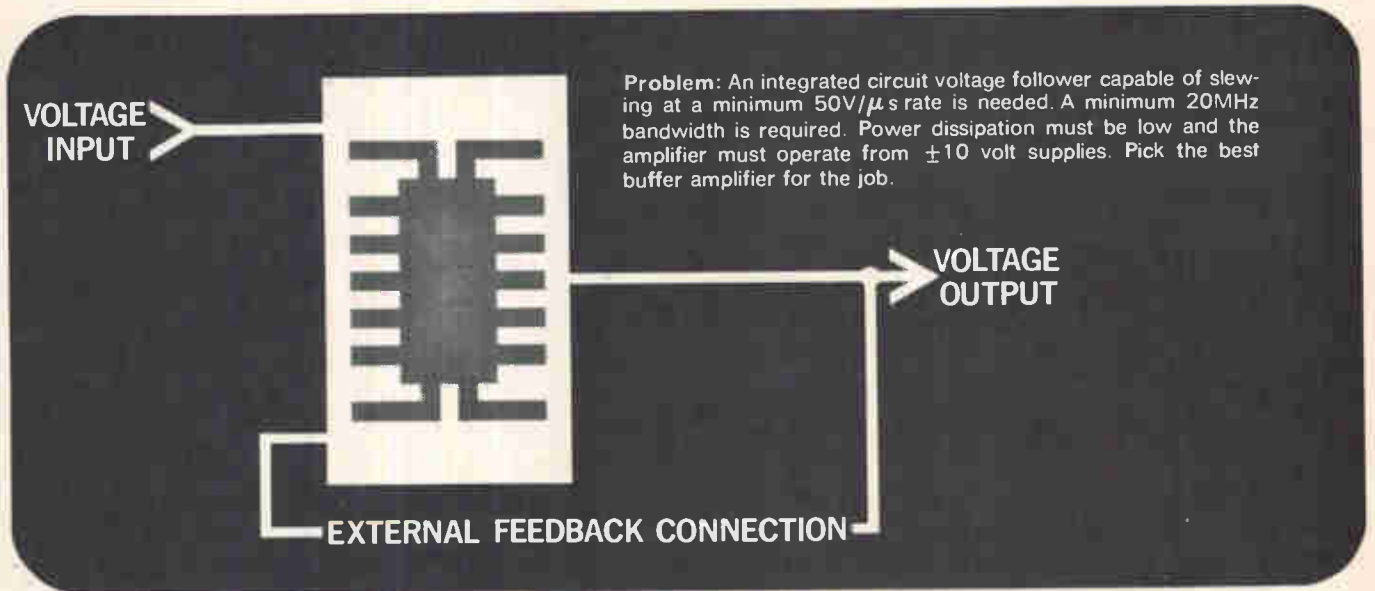 Problem: An integrated circuit voltage follower capable of slew-
ing at a minimum 50V/μs rate is needed. A minimum 20MHz
bandwidth is required. Power dissipation must be low and the
amplifier must operate from ±10 volt supplies. Pick the best
buffer amplifier for the job.
VOLTAGE
INPUT
VOLTAGE
OUTPUT
EXTERNAL FEEDBACK CONNECTION